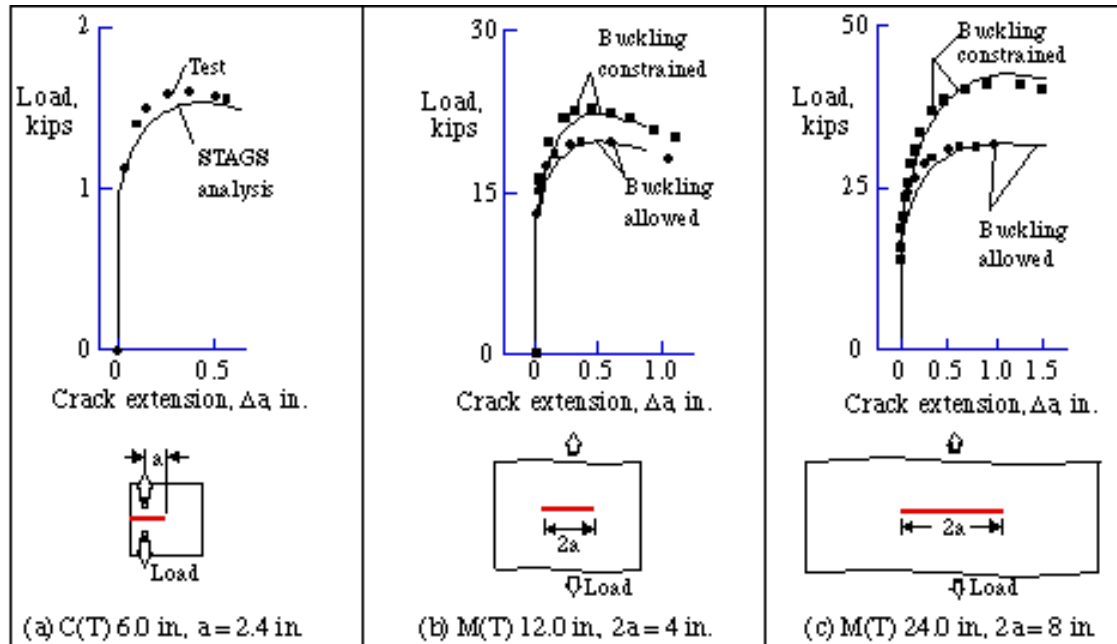 2
Test
Load,
kips
STAGS
analysis
1
0
0 0.5
Crack extension, Δa, in.
a
Load
(a) C(T) 6.0 in, a = 2.4 in
30
Buckling
constrained
Load,
kips
15
Buckling
allowed
0
0 0.5 1.0
Crack extension, Δa, in.
2a
Load
(b) M(T) 12.0 in, 2a = 4 in
50
Buckling
constrained
Load,
kips
25
Buckling
allowed
0
0 0.5 1.0 1.5
Crack extension, Δa, in.
2a
Load
(c) M(T) 24.0 in, 2a = 8 in